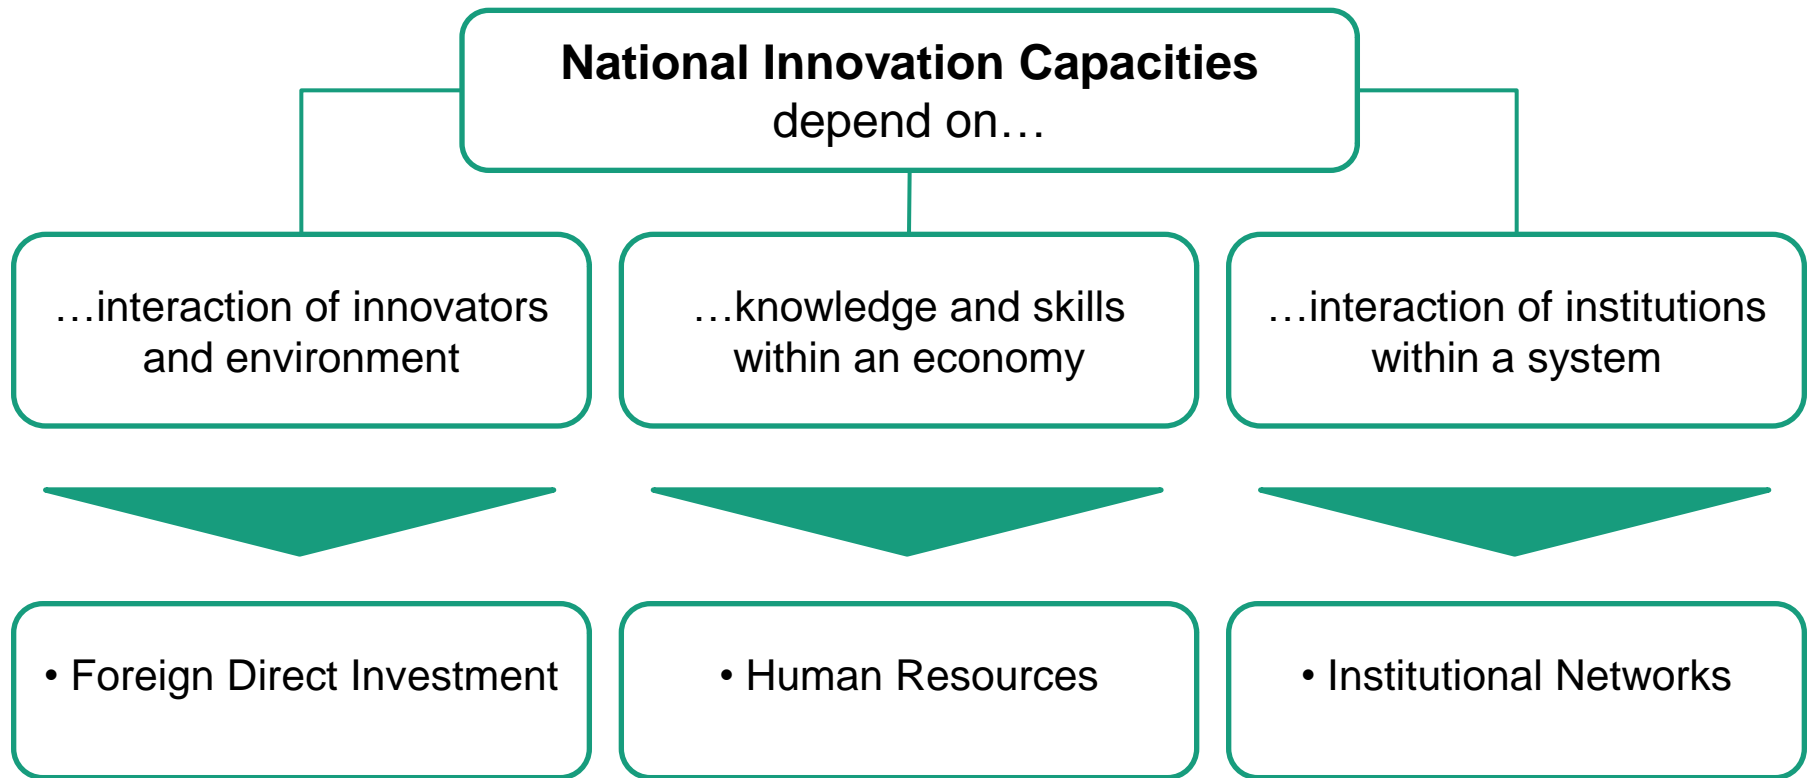 National Innovation Capacities
depend on…
…interaction of innovators
and environment
…knowledge and skills
within an economy
…interaction of institutions
within a system
• Foreign Direct Investment
• Human Resources
• Institutional Networks